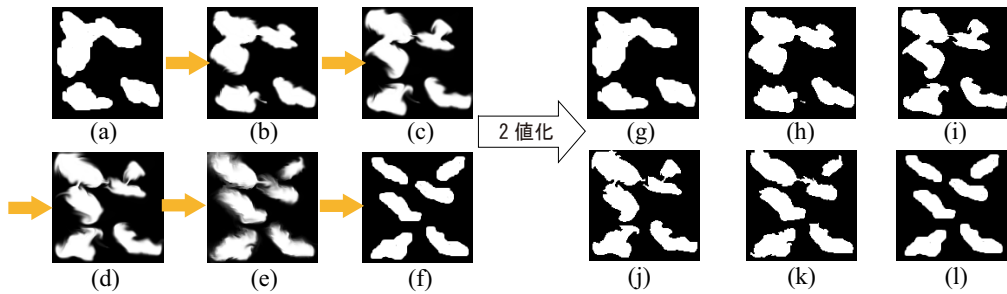 (a) (b) (c) (g) (h) (i)
2 値化
(d) (e) (f) (j) (k) (l)